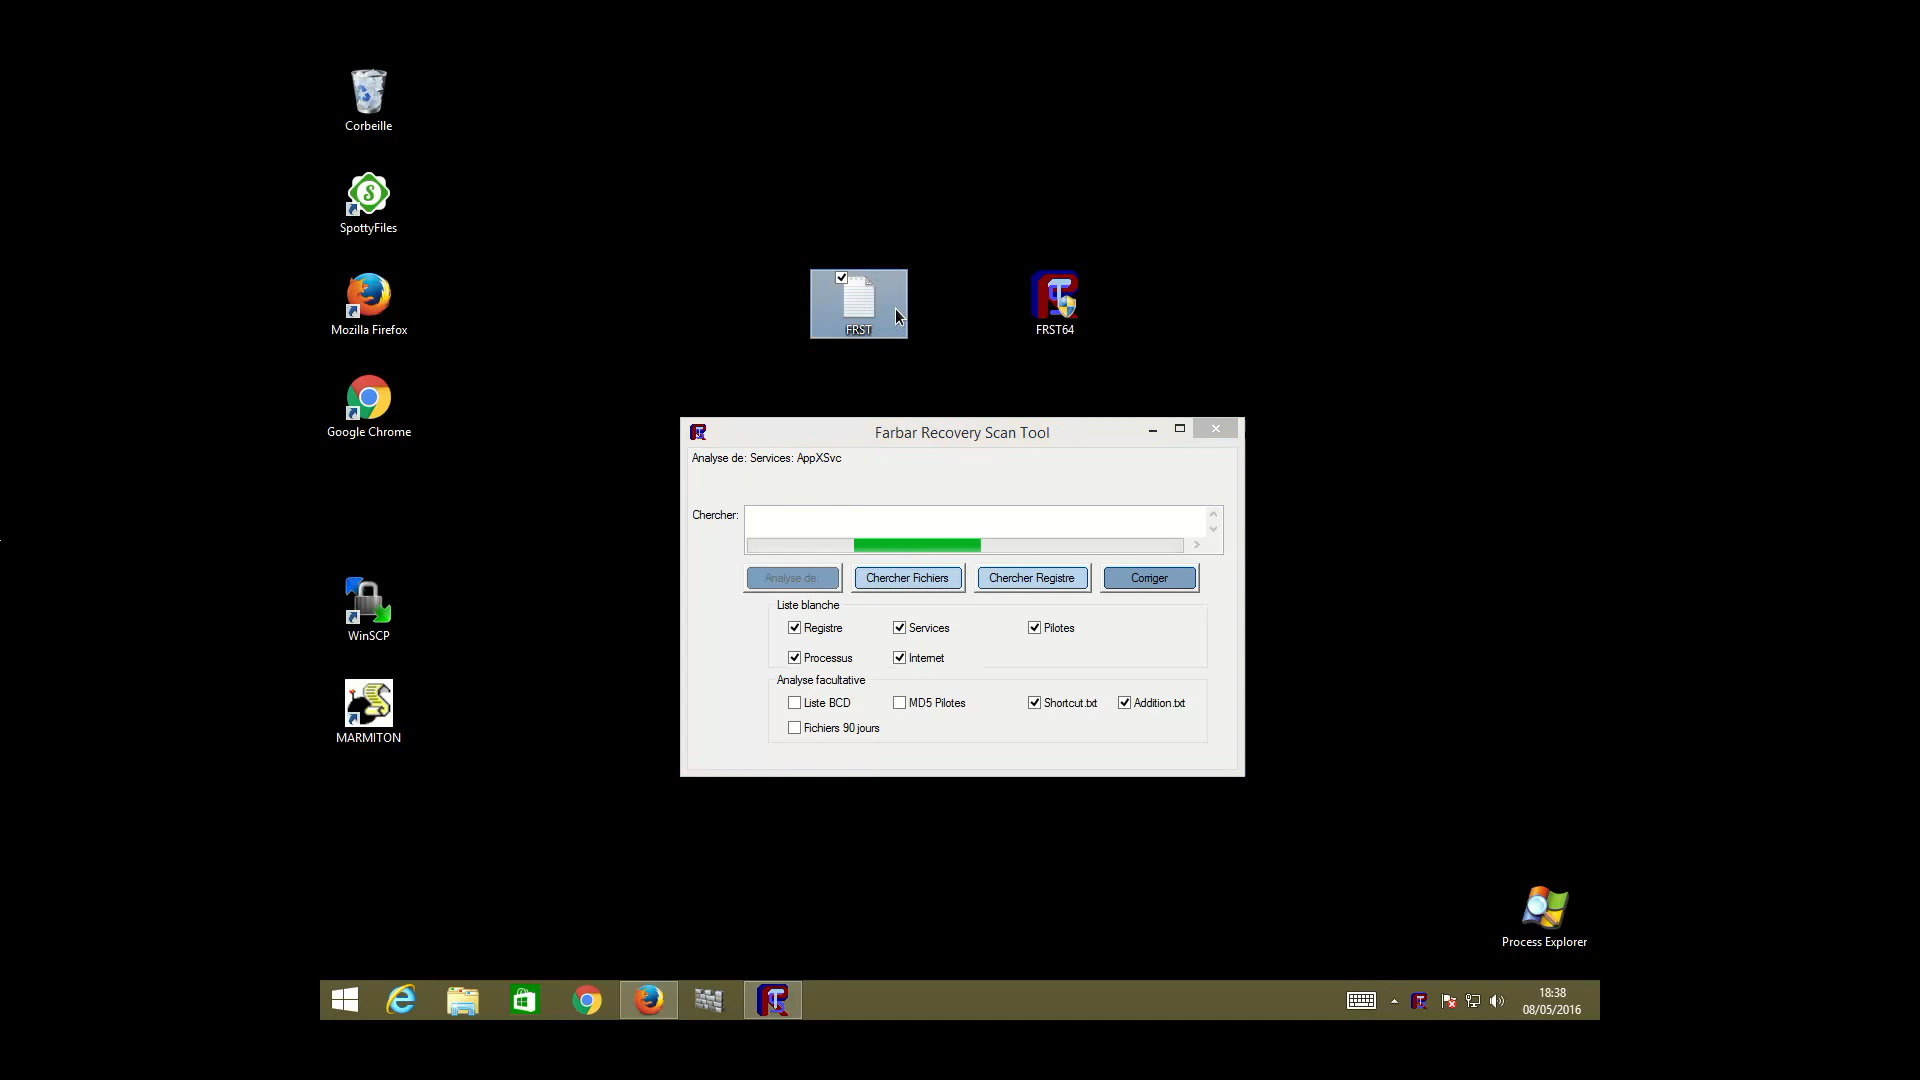 Corbeille
SpottyFiles
Mozilla Firefox
Google Chrome
WinSCP
MARMITON
FRST
FRST64
Farbar Recovery Scan Tool
Analyse de: Services: AppXSvc
Chercher:
Analyse de:
Chercher Fichiers
Chercher Registre
Corriger
Liste blanche
Registre
Services
Pilotes
Processus
Internet
Analyse facultative
Liste BCD
MD5 Pilotes
Shortcut.txt
Addition.txt
Fichiers 90 jours
Process Explorer
18:38
08/05/2016